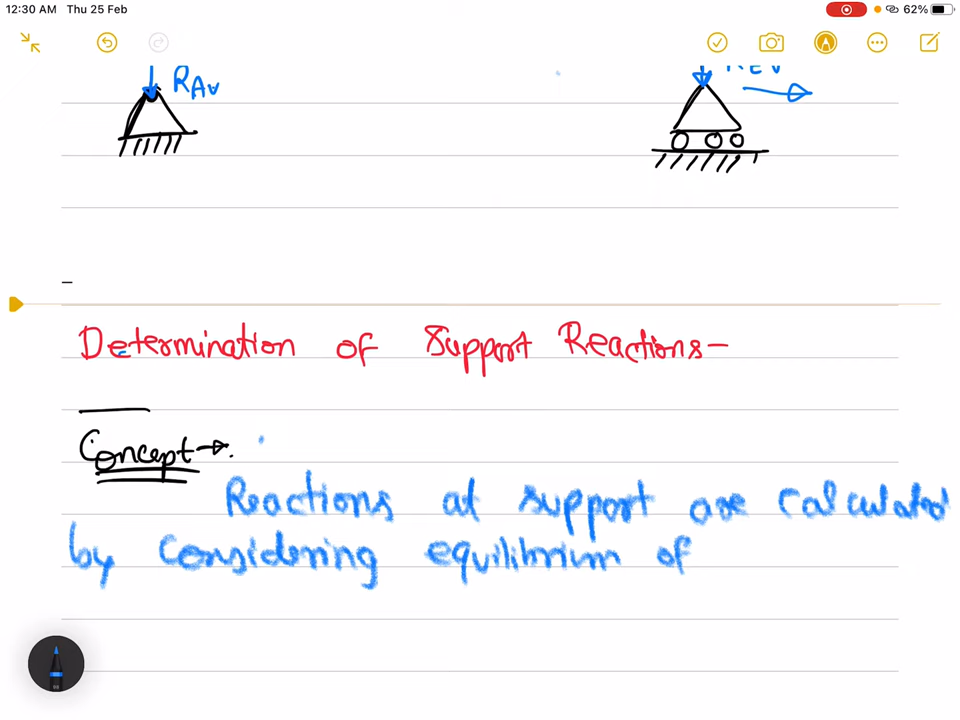 12:30 AM Thu 25 Feb
62%
RAv
REv
Determination of Support Reactions-
Concept→.
Reactions at support are calculated
by considering equilibrium of